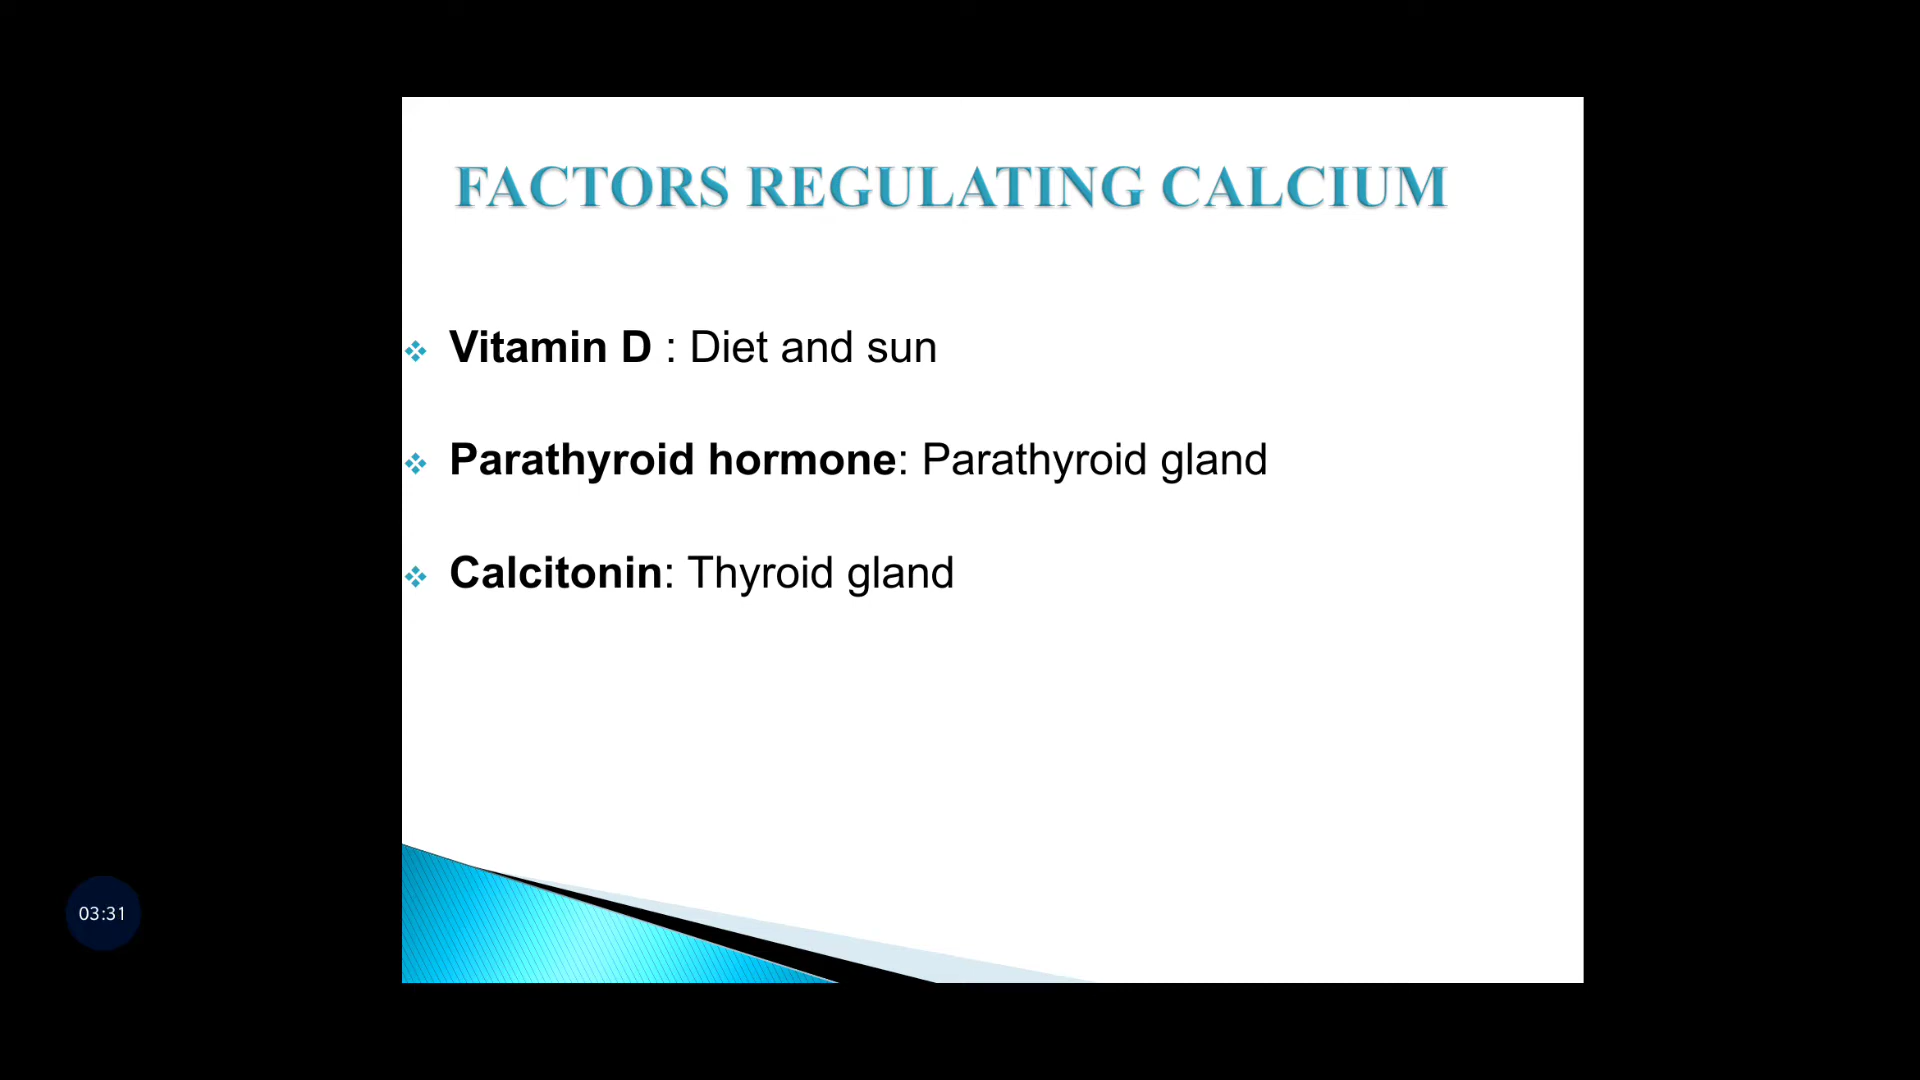 FACTORS REGULATING CALCIUM
Vitamin D : Diet and sun
Parathyroid hormone: Parathyroid gland
Calcitonin: Thyroid gland
03:31